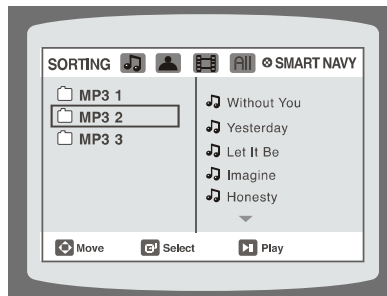 SORTING All SMART NAVY
MP3 1
MP3 2
MP3 3
Without You
Yesterday
Let It Be
Imagine
Honesty
Move Select Play